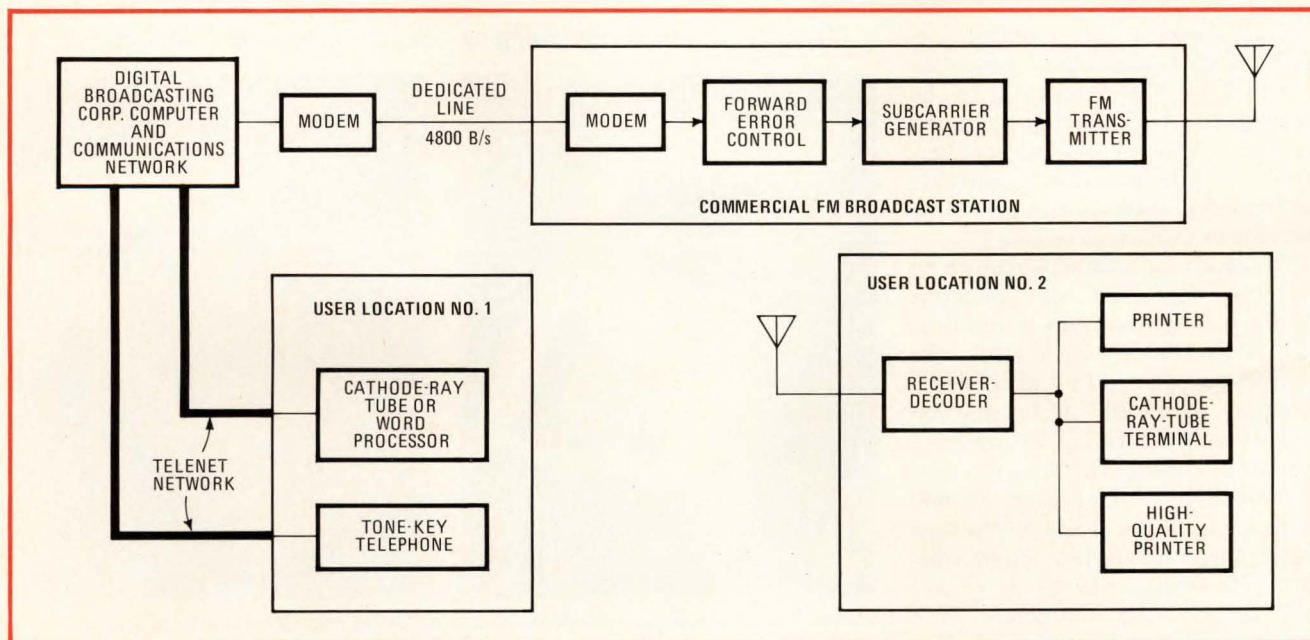 DIGITAL
BROADCASTING
CORP. COMPUTER
AND
COMMUNICATIONS
NETWORK
MODEM
DEDICATED
LINE
4800 B/s
MODEM
FORWARD
ERROR
CONTROL
SUBCARRIER
GENERATOR
FM
TRANS-
MITTER
COMMERCIAL FM BROADCAST STATION
TELENET
NETWORK
USER LOCATION NO. 1
CATHODE-RAY
TUBE OR
WORD
PROCESSOR
TONE-KEY
TELEPHONE
USER LOCATION NO. 2
RECEIVER-
DECODER
PRINTER
CATHODE-
RAY-TUBE
TERMINAL
HIGH-
QUALITY
PRINTER